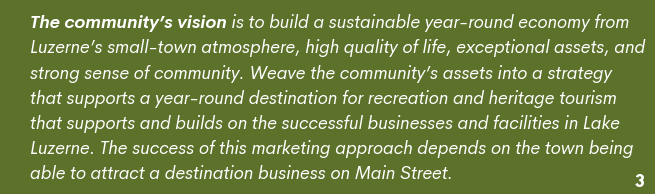 The community's vision is to build a sustainable year-round economy from
Luzerne's small-town atmosphere, high quality of life, exceptional assets, and
strong sense of community. Weave the community's assets into a strategy
that supports a year-round destination for recreation and heritage tourism
that supports and builds on the successful businesses and facilities in Lake
Luzerne. The success of this marketing approach depends on the town being
able to attract a destination business on Main Street.
3